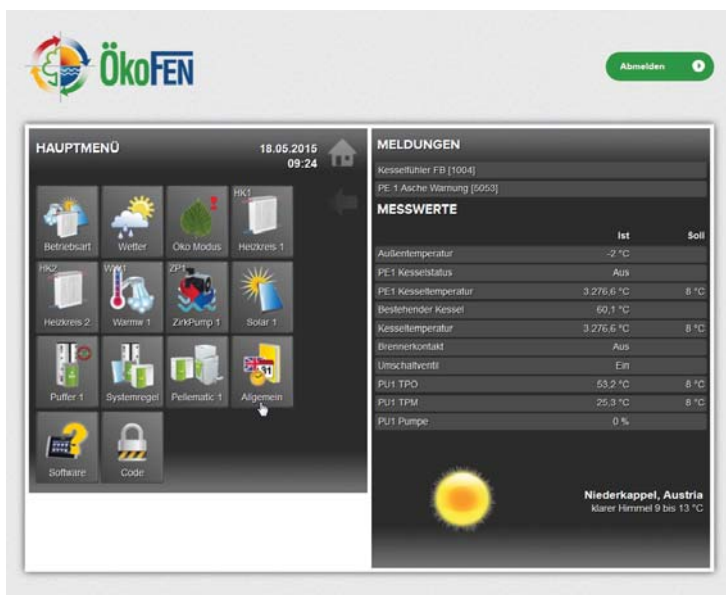 ÖkoFEN
Abmelden
HAUPTMENÜ
18.05.2015
09:24
Betriebsart
Wetter
Öko Modus
HK1
Heizkreis 1
HK2
Heizkreis 2
WW1
Warmw 1
ZP1
ZirkPump 1
Solar 1
Puffer 1
Systemregel
Pellematic 1
31
Allgemein
Software
Code
MELDUNGEN
Kesselfühler FB [1004]
PE 1 Asche Warnung [5053]
MESSWERTE
Ist Soll
Außentemperatur -2 °C
PE1 Kesselstatus Aus
PE1 Kesseltemperatur 3.276,6 °C 8 °C
Bestehender Kessel 60,1 °C
Kesseltemperatur 3.276,6 °C 8 °C
Brennerkontakt Aus
Umschaltventil Ein
PU1 TPO 53,2 °C 8 °C
PU1 TPM 25,3 °C 8 °C
PU1 Pumpe 0 %
Niederkappel, Austria
klarer Himmel 9 bis 13 °C